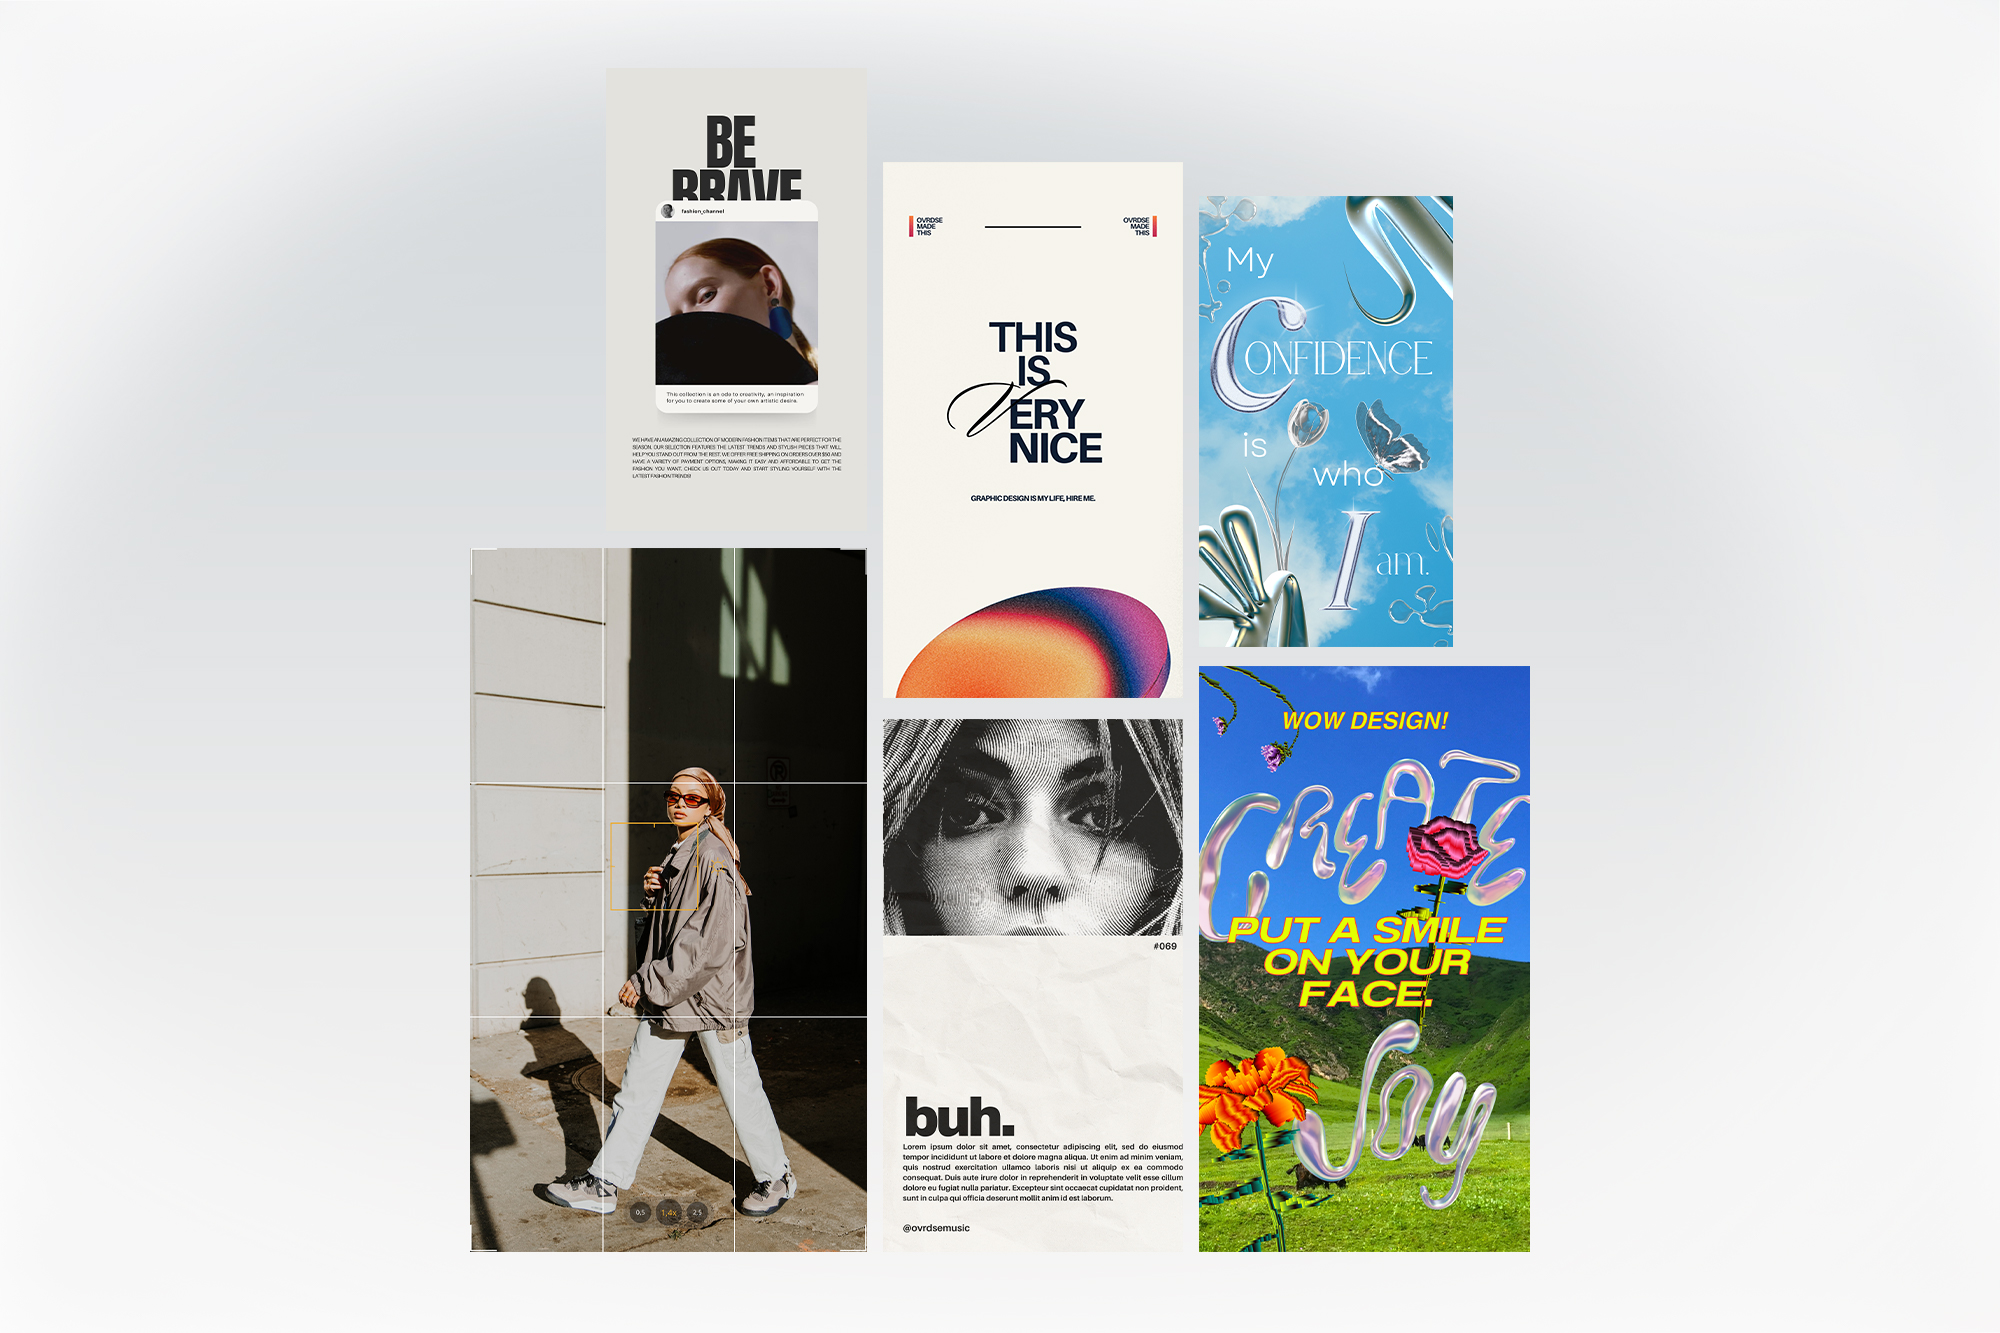 BE
BRAVE
fashion_channel
This collection is an ode to creativity, an inspiration
for you to create some of your own artistic desire.
WE HAVE AN AMAZING COLLECTION OF MODERN FASHION ITEMS THAT ARE PERFECT FOR THE
SEASON. OUR SELECTION FEATURES THE LATEST TRENDS AND STYLISH PIECES THAT WILL
HELP YOU STAND OUT FROM THE REST. WE OFFER FREE SHIPPING ON ORDERS OVER $50 AND
HAVE A VARIETY OF PAYMENT OPTIONS, MAKING IT EASY AND AFFORDABLE TO GET THE
FASHION YOU WANT. CHECK US OUT TODAY AND START STYLING YOURSELF WITH THE
LATEST FASHION TRENDS!
0,5 1,4x 2.5
OVRDSE
MADE
THIS
OVRDSE
MADE
THIS
THIS
IS
VERY
NICE
GRAPHIC DESIGN IS MY LIFE, HIRE ME.
#069
buh.
Lorem ipsum dolor sit amet, consectetur adipiscing elit, sed do eiusmod
tempor incididunt ut labore et dolore magna aliqua. Ut enim ad minim veniam,
quis nostrud exercitation ullamco laboris nisi ut aliquip ex ea commodo
consequat. Duis aute irure dolor in reprehenderit in voluptate velit esse cillum
dolore eu fugiat nulla pariatur. Excepteur sint occaecat cupidatat non proident,
sunt in culpa qui officia deserunt mollit anim id est laborum.
@ovrdsemusic
My
CONFIDENCE
is
who
I am.
WOW DESIGN!
CREATE
PUT A SMILE
ON YOUR
FACE.
Joy